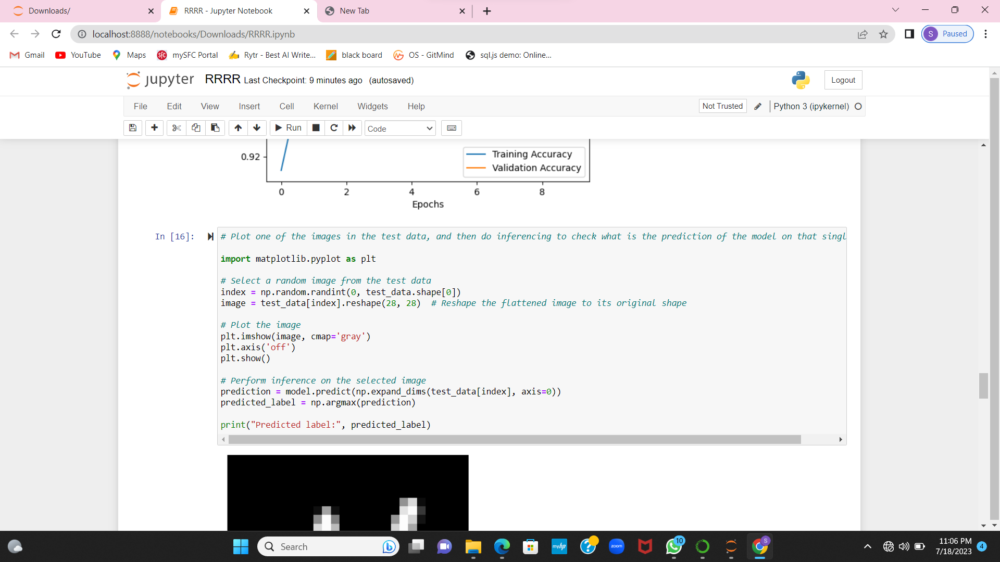 Downloads/
RRRR - Jupyter Notebook
New Tab
localhost:8888/notebooks/Downloads/RRRR.ipynb
S Paused
Gmail
YouTube
Maps
SFC mySFC Portal
Rytr - Best AI Write...
black board
OS - GitMind
sql.js demo: Online...
jupyter RRRR Last Checkpoint: 9 minutes ago (autosaved)
Logout
File Edit View Insert Cell Kernel Widgets Help
Not Trusted
Python 3 (ipykernel)
Run
Code
0.92
Training Accuracy
Validation Accuracy
0 2 4 6 8
Epochs
In [16]:
# Plot one of the images in the test data, and then do inferencing to check what is the prediction of the model on that singl
import matplotlib.pyplot as plt
# Select a random image from the test data
index = np.random.randint(0, test_data.shape[0])
image = test_data[index].reshape(28, 28)  # Reshape the flattened image to its original shape
# Plot the image
plt.imshow(image, cmap='gray')
plt.axis('off')
plt.show()
# Perform inference on the selected image
prediction = model.predict(np.expand_dims(test_data[index], axis=0))
predicted_label = np.argmax(prediction)
print("Predicted label:", predicted_label)
Search
myhp
zoom
10
S
11:06 PM
7/18/2023
4